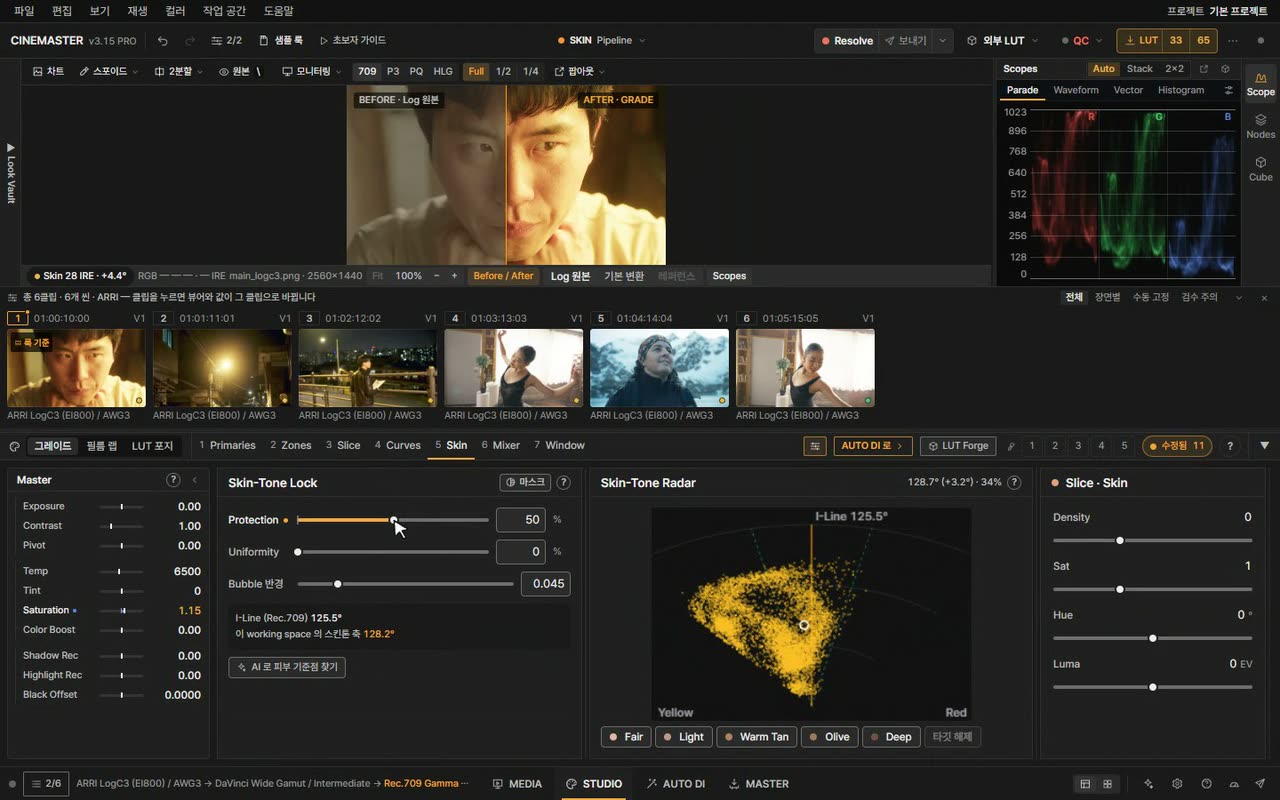 파일 편집 보기 재생 컬러 작업 공간 도움말 프로젝트 기본 프로젝트
CINEMASTER v3.15 PRO 2/2 샘플 룩 초보자 가이드 SKIN Pipeline Resolve 보내기 외부 LUT QC LUT 33 65
차트 스포이드 2분할 원본 \ 모니터링 709 P3 PQ HLG Full 1/2 1/4 팝아웃
Scopes Auto Stack 2×2
Parade Waveform Vector Histogram
Scope
Nodes
Cube
Look Vault
BEFORE · Log 원본 AFTER · GRADE
R G B
1023
896
768
640
512
384
256
128
0
Skin 28 IRE · +4.4° RGB — — — · — IRE main_logc3.png · 2560×1440 Fit 100% − + Before / After Log 원본 기본 변환 레퍼런스 Scopes
총 6클립 · 6개 씬 · ARRI — 클립을 누르면 뷰어와 값이 그 클립으로 바뀝니다 전체 장면별 수동 고정 검수 주의
1 01:00:10:00 V1 2 01:01:11:01 V1 3 01:02:12:02 V1 4 01:03:13:03 V1 5 01:04:14:04 V1 6 01:05:15:05 V1
룩 기준
ARRI LogC3 (EI800) / AWG3 ARRI LogC3 (EI800) / AWG3 ARRI LogC3 (EI800) / AWG3 ARRI LogC3 (EI800) / AWG3 ARRI LogC3 (EI800) / AWG3 ARRI LogC3 (EI800) / AWG3
그레이드 필름 랩 LUT 포지 1 Primaries 2 Zones 3 Slice 4 Curves 5 Skin 6 Mixer 7 Window AUTO DI 로 > LUT Forge 1 2 3 4 5 수정됨 11 ?
Master ?
Exposure 0.00
Contrast 1.00
Pivot 0.00
Temp 6500
Tint 0
Saturation 1.15
Color Boost 0.00
Shadow Rec 0.00
Highlight Rec 0.00
Black Offset 0.0000
Skin-Tone Lock 마스크 ?
Protection 50 %
Uniformity 0 %
Bubble 반경 0.045
I-Line (Rec.709) 125.5°
이 working space 의 스킨톤 축 128.2°
AI 로 피부 기준점 찾기
Skin-Tone Radar 128.7° (+3.2°) · 34% ?
I-Line 125.5°
Yellow Red
Fair Light Warm Tan Olive Deep 타깃 해제
Slice · Skin
Density 0
Sat 1
Hue 0 °
Luma 0 EV
2/6 ARRI LogC3 (EI800) / AWG3 → DaVinci Wide Gamut / Intermediate → Rec.709 Gamma ··· MEDIA STUDIO AUTO DI MASTER